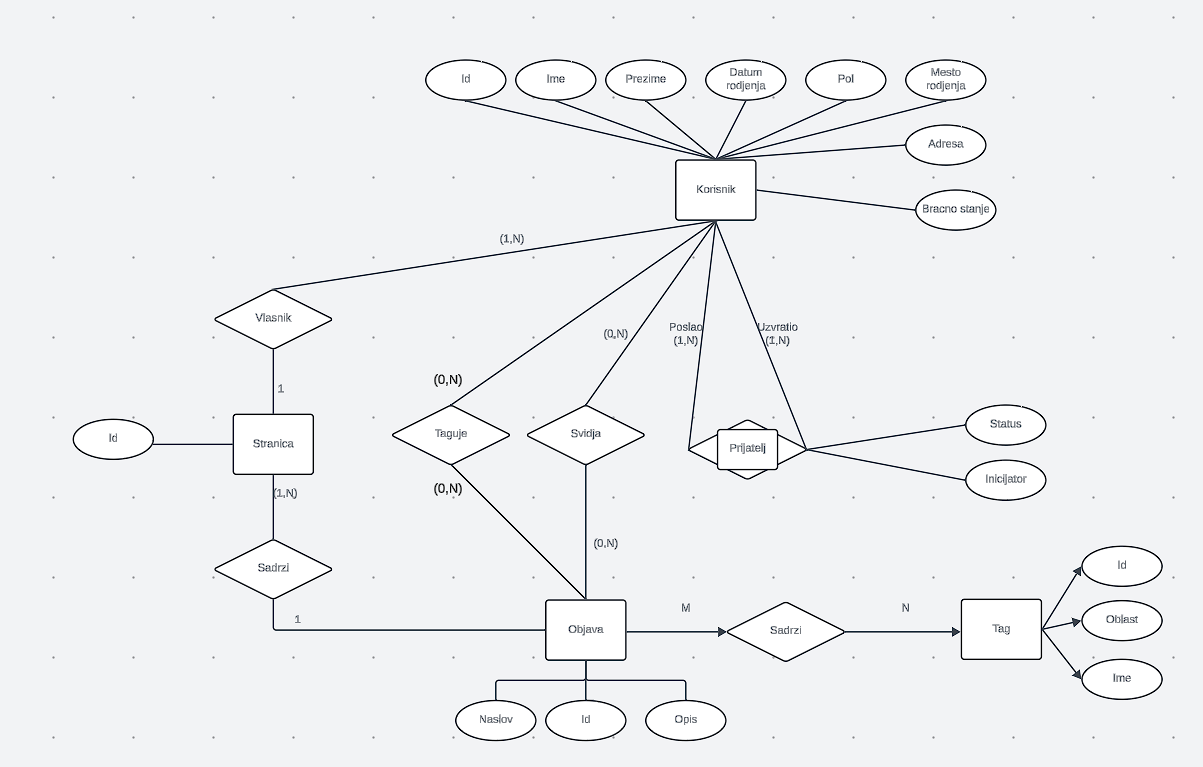 Id
Ime
Prezime
Datum
rodjenja
Pol
Mesto
rodjenja
Adresa
Korisnik
Bracno stanje
(1,N)
Vlasnik
(0,N)
Poslao
(1,N)
Uzvratio
(1,N)
(0,N)
1
Id
Stranica
Taguje
Svidja
Prijatelj
Status
Inicijator
(1,N)
(0,N)
(0,N)
Sadrzi
1
Objava
M
Sadrzi
N
Tag
Id
Oblast
Ime
Naslov
Id
Opis